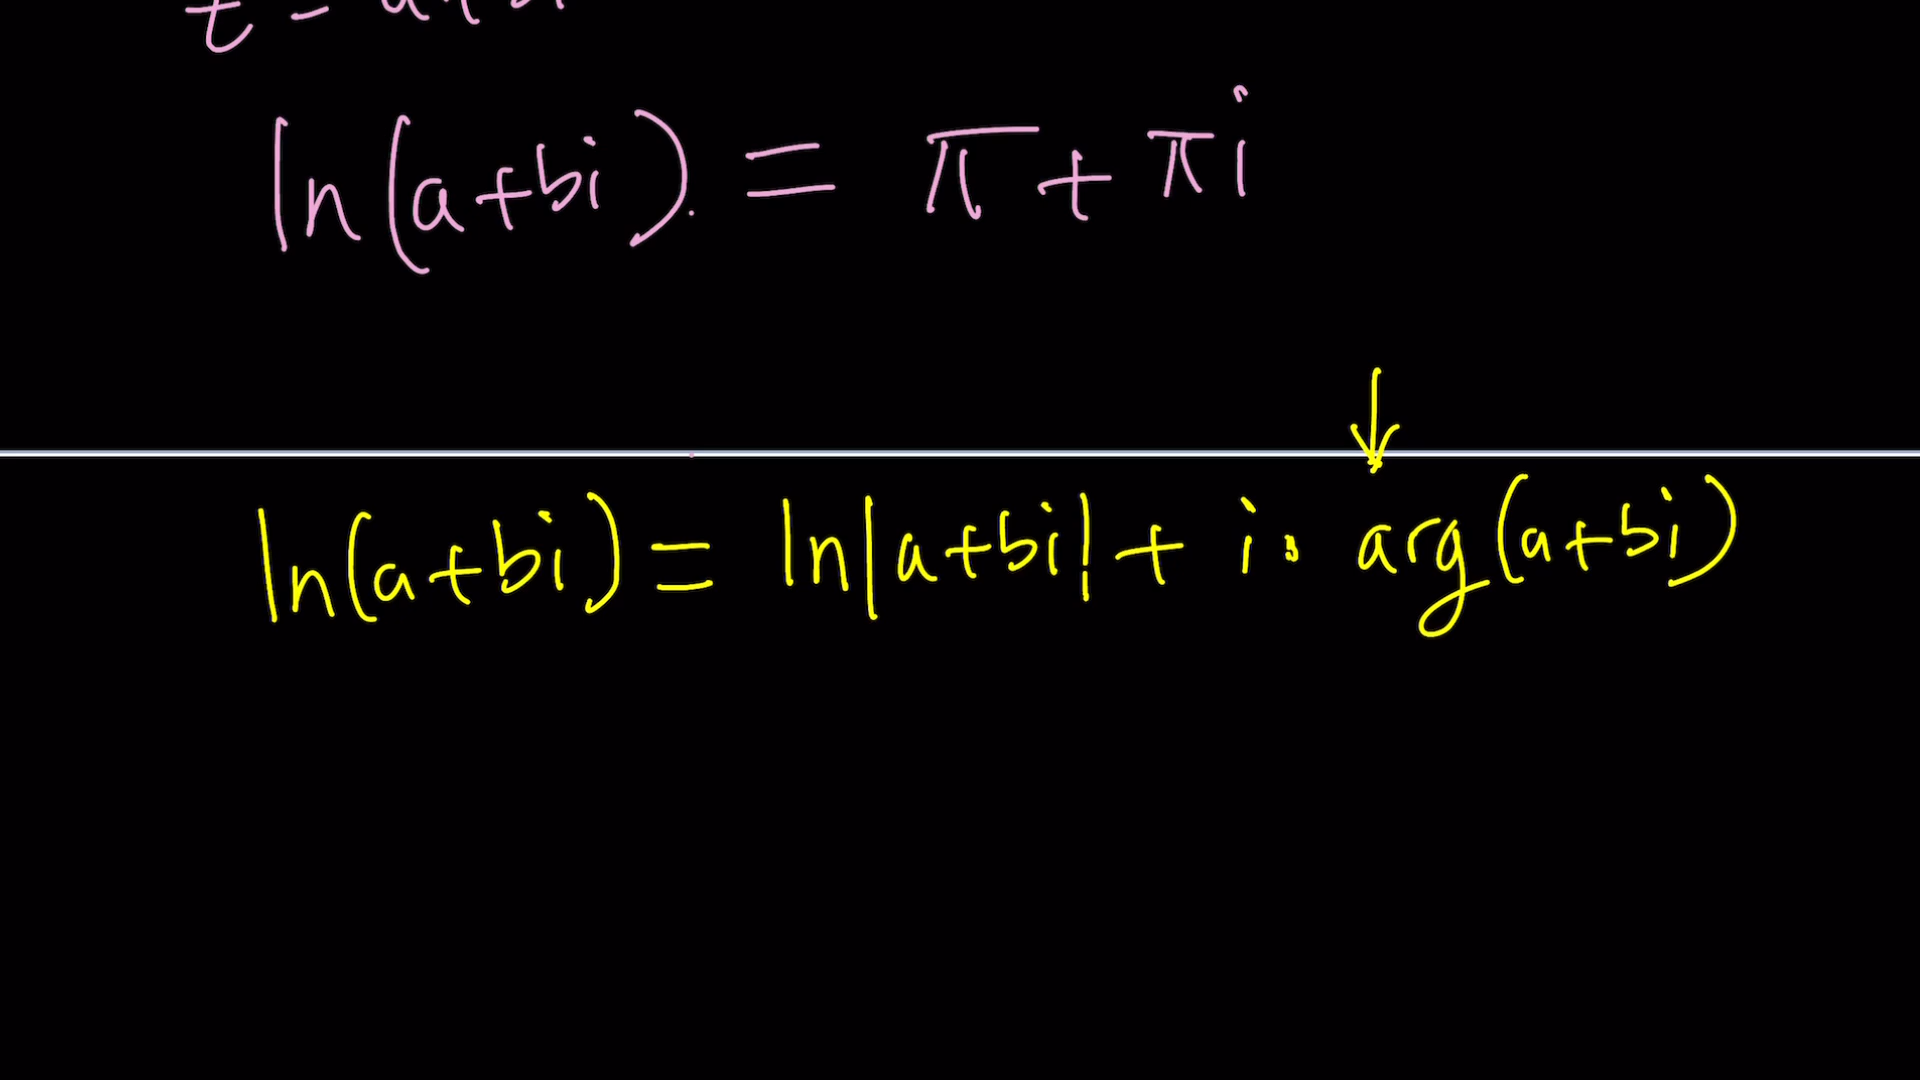 ln(a+bi) = π + πi
ln(a+bi) = ln|a+bi| + i · arg(a+bi)